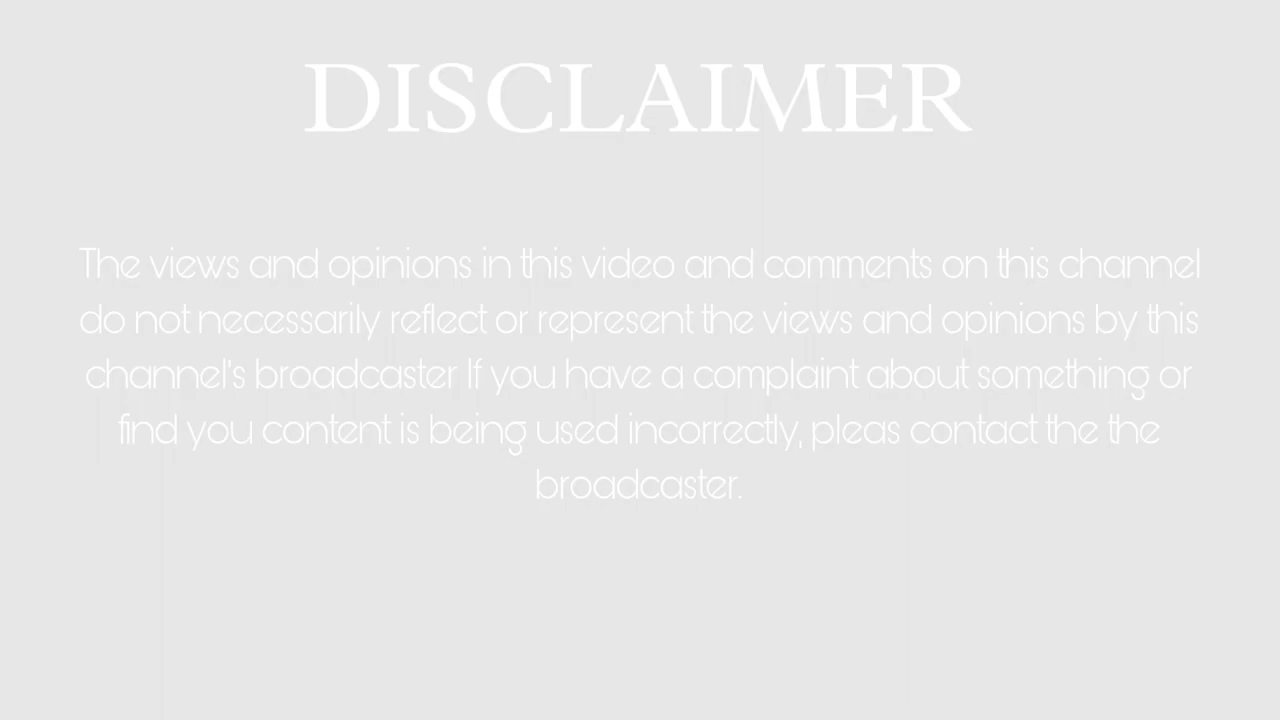 DISCLAIMER
The views and opinions in this video and comments on this channel
do not necessarily reflect or represent the views and opinions by this
channel's broadcaster If you have a complaint about something or
find you content is being used incorrectly, pleas contact the the
broadcaster.